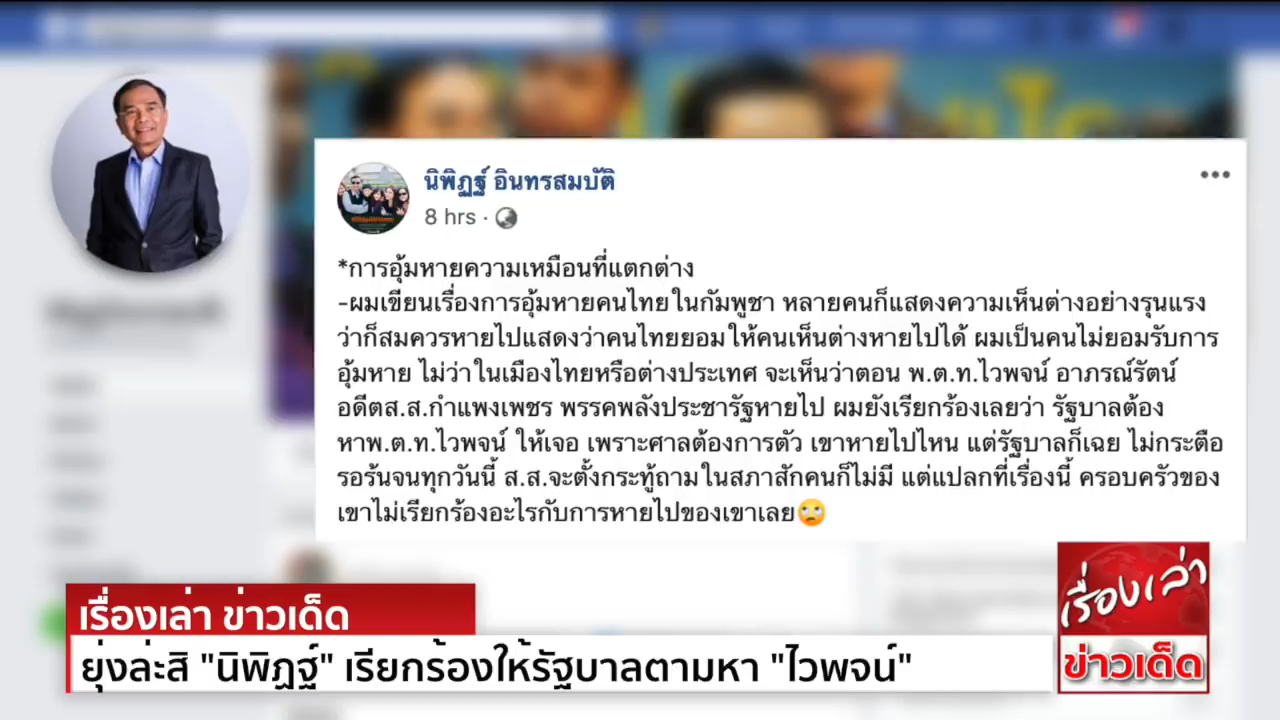 นิพิฏฐ์ อินทรสมบัติ
8 hrs ·
*การอุ้มหายความเหมือนที่แตกต่าง
-ผมเขียนเรื่องการอุ้มหายคนไทยในกัมพูชา หลายคนก็แสดงความเห็นต่างอย่างรุนแรง
ว่าก็สมควรหายไปแสดงว่าคนไทยยอมให้คนเห็นต่างหายไปได้ ผมเป็นคนไม่ยอมรับการ
อุ้มหาย ไม่ว่าในเมืองไทยหรือต่างประเทศ จะเห็นว่าตอน พ.ต.ท.ไวพจน์ อาภรณ์รัตน์
อดีตส.ส.กำแพงเพชร พรรคพลังประชารัฐหายไป ผมยังเรียกร้องเลยว่า รัฐบาลต้อง
หาพ.ต.ท.ไวพจน์ ให้เจอ เพราะศาลต้องการตัว เขาหายไปไหน แต่รัฐบาลก็เฉย ไม่กระตือ
รอร้นจนทุกวันนี้ ส.ส.จะตั้งกระทู้ถามในสภาสักคนก็ไม่มี แต่แปลกที่เรื่องนี้ ครอบครัวของ
เขาไม่เรียกร้องอะไรกับการหายไปของเขาเลย🙄
เรื่องเล่า ข่าวเด็ด
ยุ่งล่ะสิ "นิพิฏฐ์" เรียกร้องให้รัฐบาลตามหา "ไวพจน์"
เรื่องเล่า
ข่าวเด็ด